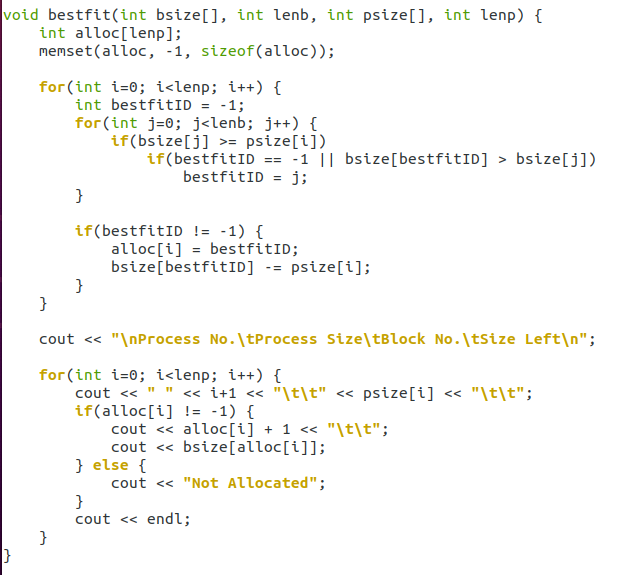 void bestfit(int bsize[], int lenb, int psize[], int lenp) {
    int alloc[lenp];
    memset(alloc, -1, sizeof(alloc));

    for(int i=0; i<lenp; i++) {
        int bestfitID = -1;
        for(int j=0; j<lenb; j++) {
            if(bsize[j] >= psize[i])
                if(bestfitID == -1 || bsize[bestfitID] > bsize[j])
                    bestfitID = j;
        }

        if(bestfitID != -1) {
            alloc[i] = bestfitID;
            bsize[bestfitID] -= psize[i];
        }
    }

    cout << "\nProcess No.\tProcess Size\tBlock No.\tSize Left\n";

    for(int i=0; i<lenp; i++) {
        cout << " " << i+1 << "\t\t" << psize[i] << "\t\t";
        if(alloc[i] != -1) {
            cout << alloc[i] + 1 << "\t\t";
            cout << bsize[alloc[i]];
        } else {
            cout << "Not Allocated";
        }
        cout << endl;
    }
}